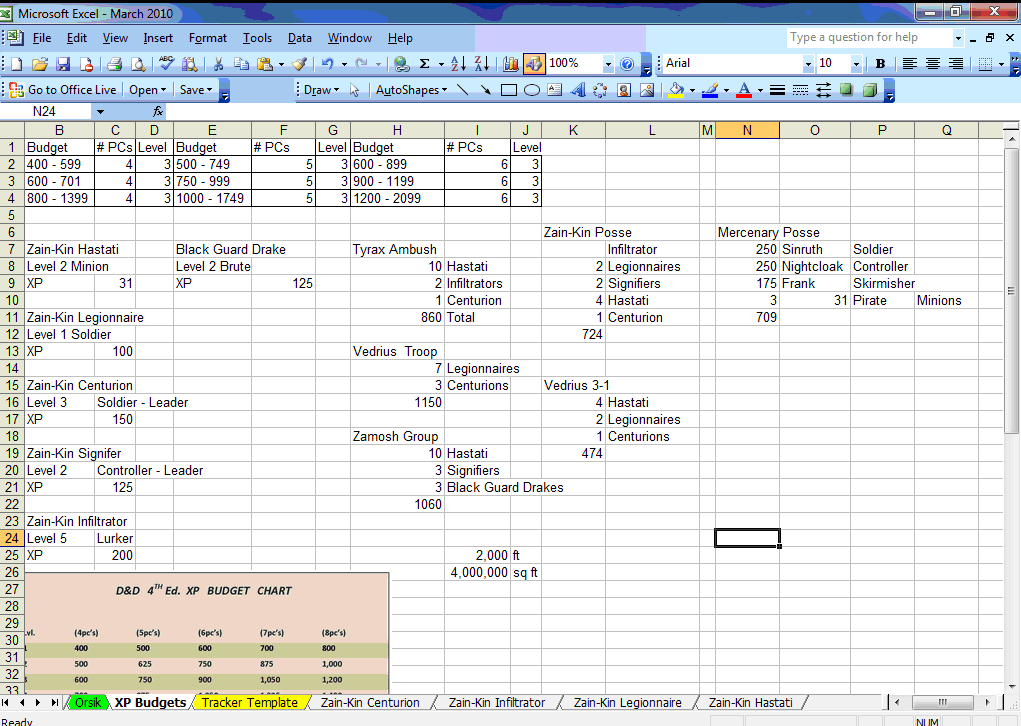 Microsoft Excel - March 2010
File Edit View Insert Format Tools Data Window Help Type a question for help
100% Arial 10 B
Go to Office Live Open Save Draw AutoShapes
N24 fx
B C D E F G H I J K L M N O P Q
1 Budget # PCs Level Budget # PCs Level Budget # PCs Level
2 400 - 599 4 3 500 - 749 5 3 600 - 899 6 3
3 600 - 701 4 3 750 - 999 5 3 900 - 1199 6 3
4 800 - 1399 4 3 1000 - 1749 5 3 1200 - 2099 6 3
5
6 Zain-Kin Posse Mercenary Posse
7 Zain-Kin Hastati Black Guard Drake Tyrax Ambush Infiltrator 250 Sinruth Soldier
8 Level 2 Minion Level 2 Brute 10 Hastati 2 Legionnaires 250 Nightcloak Controller
9 XP 31 XP 125 2 Infiltrators 2 Signifiers 175 Frank Skirmisher
10 1 Centurion 4 Hastati 3 31 Pirate Minions
11 Zain-Kin Legionnaire 860 Total 1 Centurion 709
12 Level 1 Soldier 724
13 XP 100 Vedrius Troop
14 7 Legionnaires
15 Zain-Kin Centurion 3 Centurions Vedrius 3-1
16 Level 3 Soldier - Leader 1150 4 Hastati
17 XP 150 2 Legionnaires
18 Zamosh Group 1 Centurions
19 Zain-Kin Signifer 10 Hastati 474
20 Level 2 Controller - Leader 3 Signifiers
21 XP 125 3 Black Guard Drakes
22 1060
23 Zain-Kin Infiltrator
24 Level 5 Lurker
25 XP 200 2,000 ft
26 4,000,000 sq ft
27 D&D 4TH Ed. XP BUDGET CHART
28
29
30 (4pc's) (5pc's) (6pc's) (7pc's) (8pc's)
31 400 500 600 700 800
32 500 625 750 875 1,000
33 600 750 900 1,050 1,200
Orsik XP Budgets Tracker Template Zain-Kin Centurion Zain-Kin Infiltrator Zain-Kin Legionnaire Zain-Kin Hastati
Ready NUM